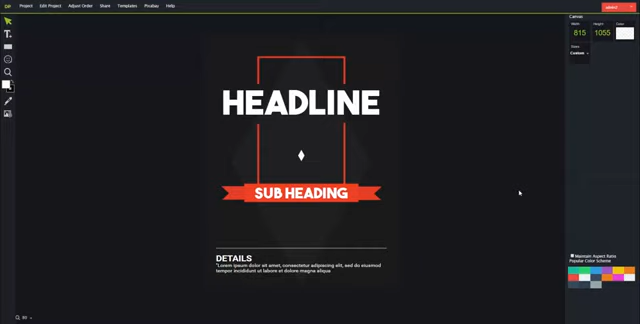 DP Project Edit Project Adjust Order Share Templates Pixabay Help
Canvas
Width Height Color
815 1055
Sizes
Custom
HEADLINE
SUB HEADING
DETAILS
"Lorem ipsum dolor sit amet, consectetur adipiscing elit, sed do eiusmod
tempor incididunt ut labore et dolore magna aliqua
Maintain Aspect Ratio
Popular Color Scheme